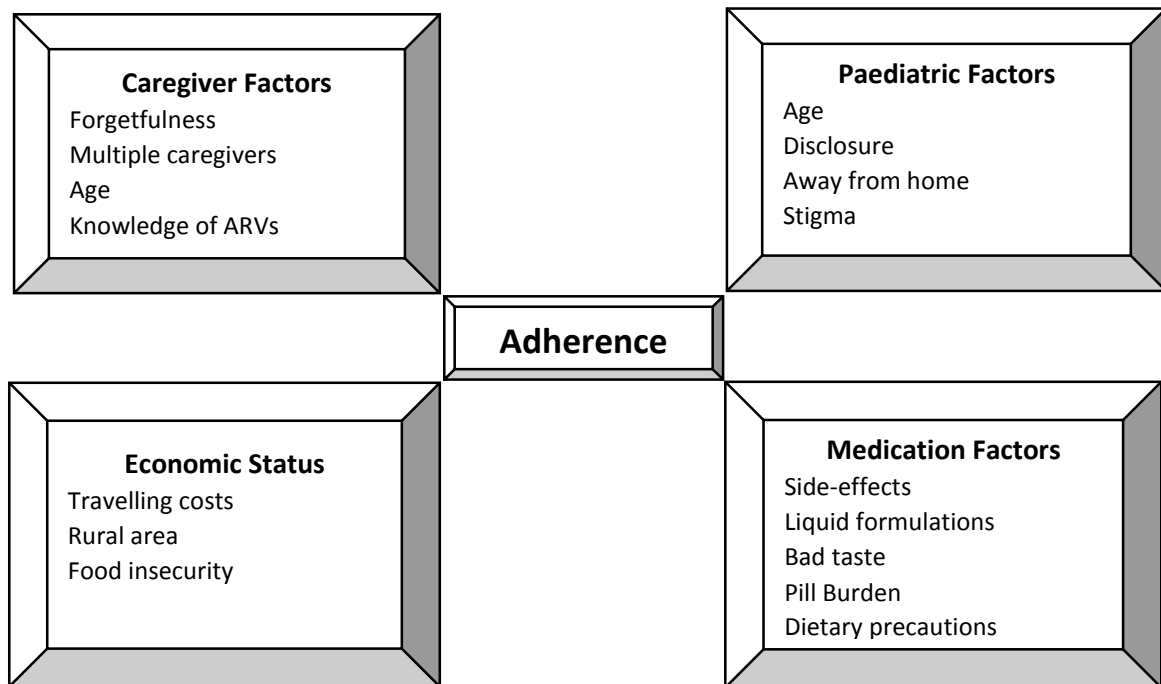 Caregiver Factors
Forgetfulness
Multiple caregivers
Age
Knowledge of ARVs
Paediatric Factors
Age
Disclosure
Away from home
Stigma
Adherence
Economic Status
Travelling costs
Rural area
Food insecurity
Medication Factors
Side-effects
Liquid formulations
Bad taste
Pill Burden
Dietary precautions